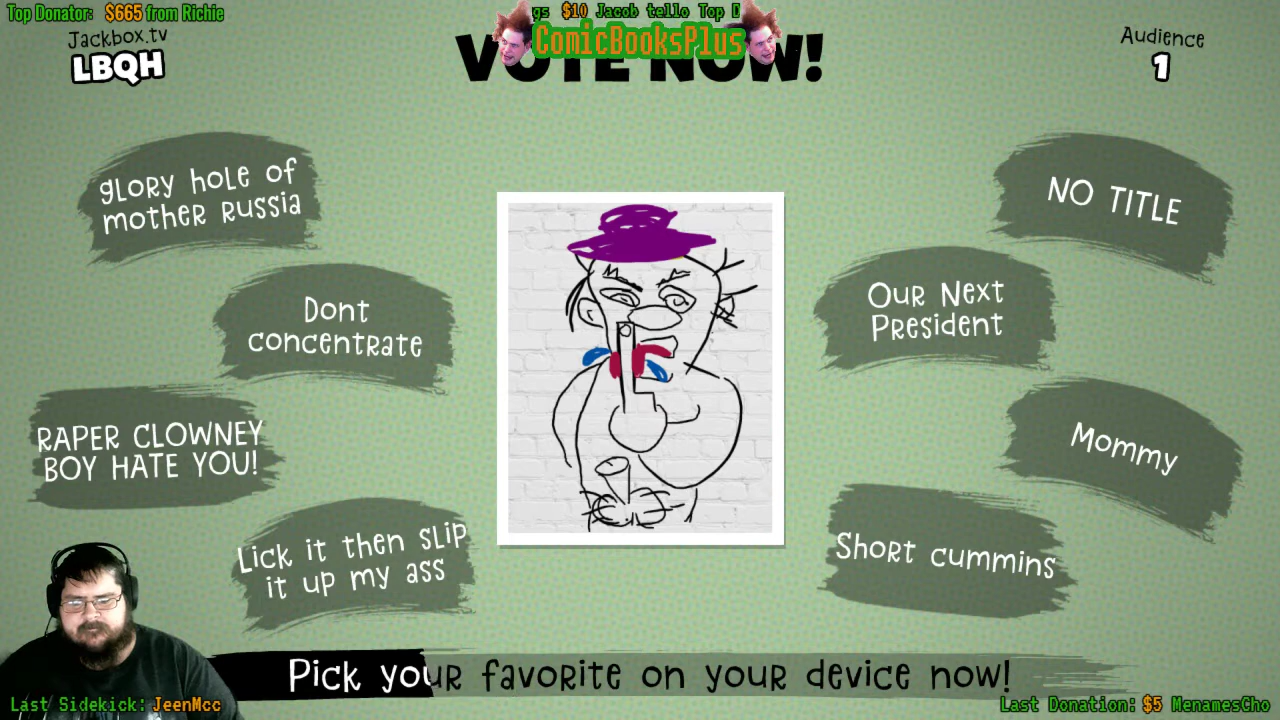 Top Donator: $665 from Richie
gs $10 Jacob tello Top D
Jackbox.tv
LBQH
ComicBooksPlus
VOTE NOW!
Audience
1
glory hole of
mother Russia
NO TITLE
Dont
concentrate
Our Next
President
RAPER CLOWNEY
BOY HATE YOU!
Mommy
Lick it then slip
it up my ass
Short cummins
Pick your favorite on your device now!
Last Sidekick: JeenMcc
Last Donation: $5 MenamesCho